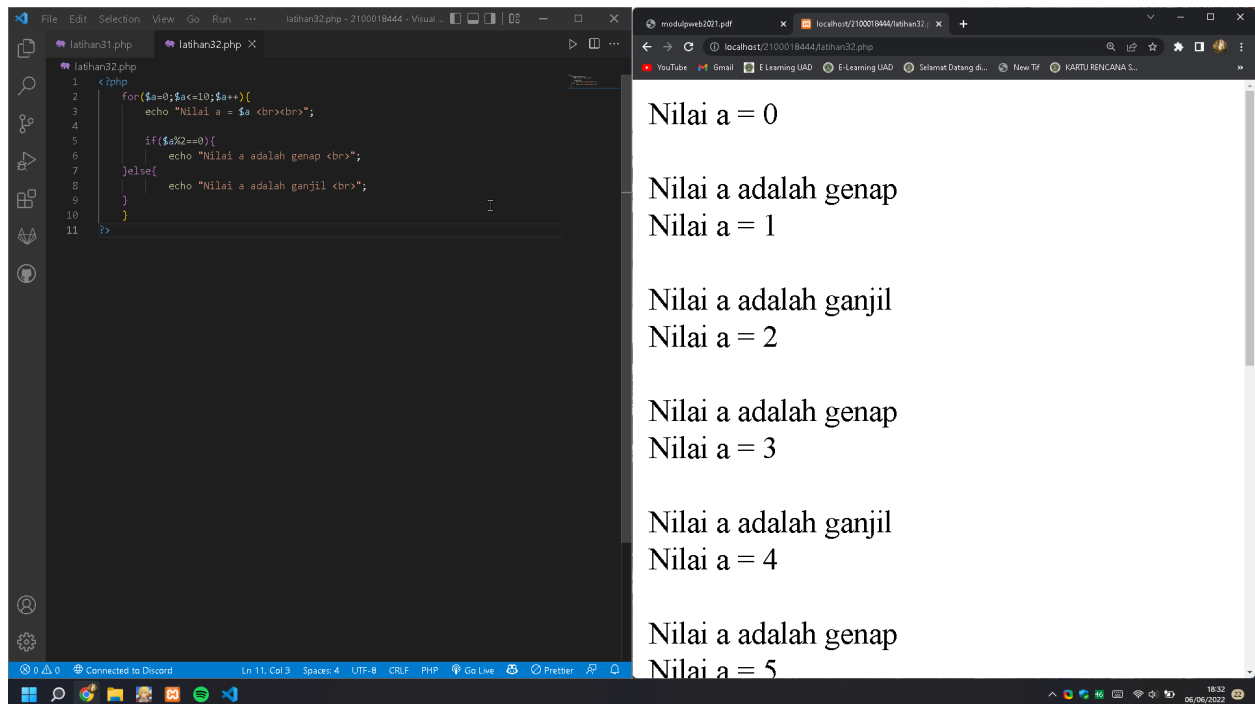 File Edit Selection View Go Run ··· latihan32.php - 2100018444 - Visual ...
latihan31.php latihan32.php
latihan32.php
1 <?php
2 for($a=0;$a<=10;$a++){
3 echo "Nilai a = $a <br><br>";
4
5 if($a%2==0){
6 echo "Nilai a adalah genap <br>";
7 }else{
8 echo "Nilai a adalah ganjil <br>";
9 }
10 }
11 ?>
0 0 Connected to Discord Ln 11, Col 3 Spaces: 4 UTF-8 CRLF PHP Go Live Prettier
modulpweb2021.pdf localhost/2100018444/latihan32.p
localhost/2100018444/latihan32.php
YouTube Gmail E Learning UAD E-Learning UAD Selamat Datang di... New Tif KARTU RENCANA S... »
Nilai a = 0
Nilai a adalah genap
Nilai a = 1
Nilai a adalah ganjil
Nilai a = 2
Nilai a adalah genap
Nilai a = 3
Nilai a adalah ganjil
Nilai a = 4
Nilai a adalah genap
Nilai a = 5
18:32
06/06/2022